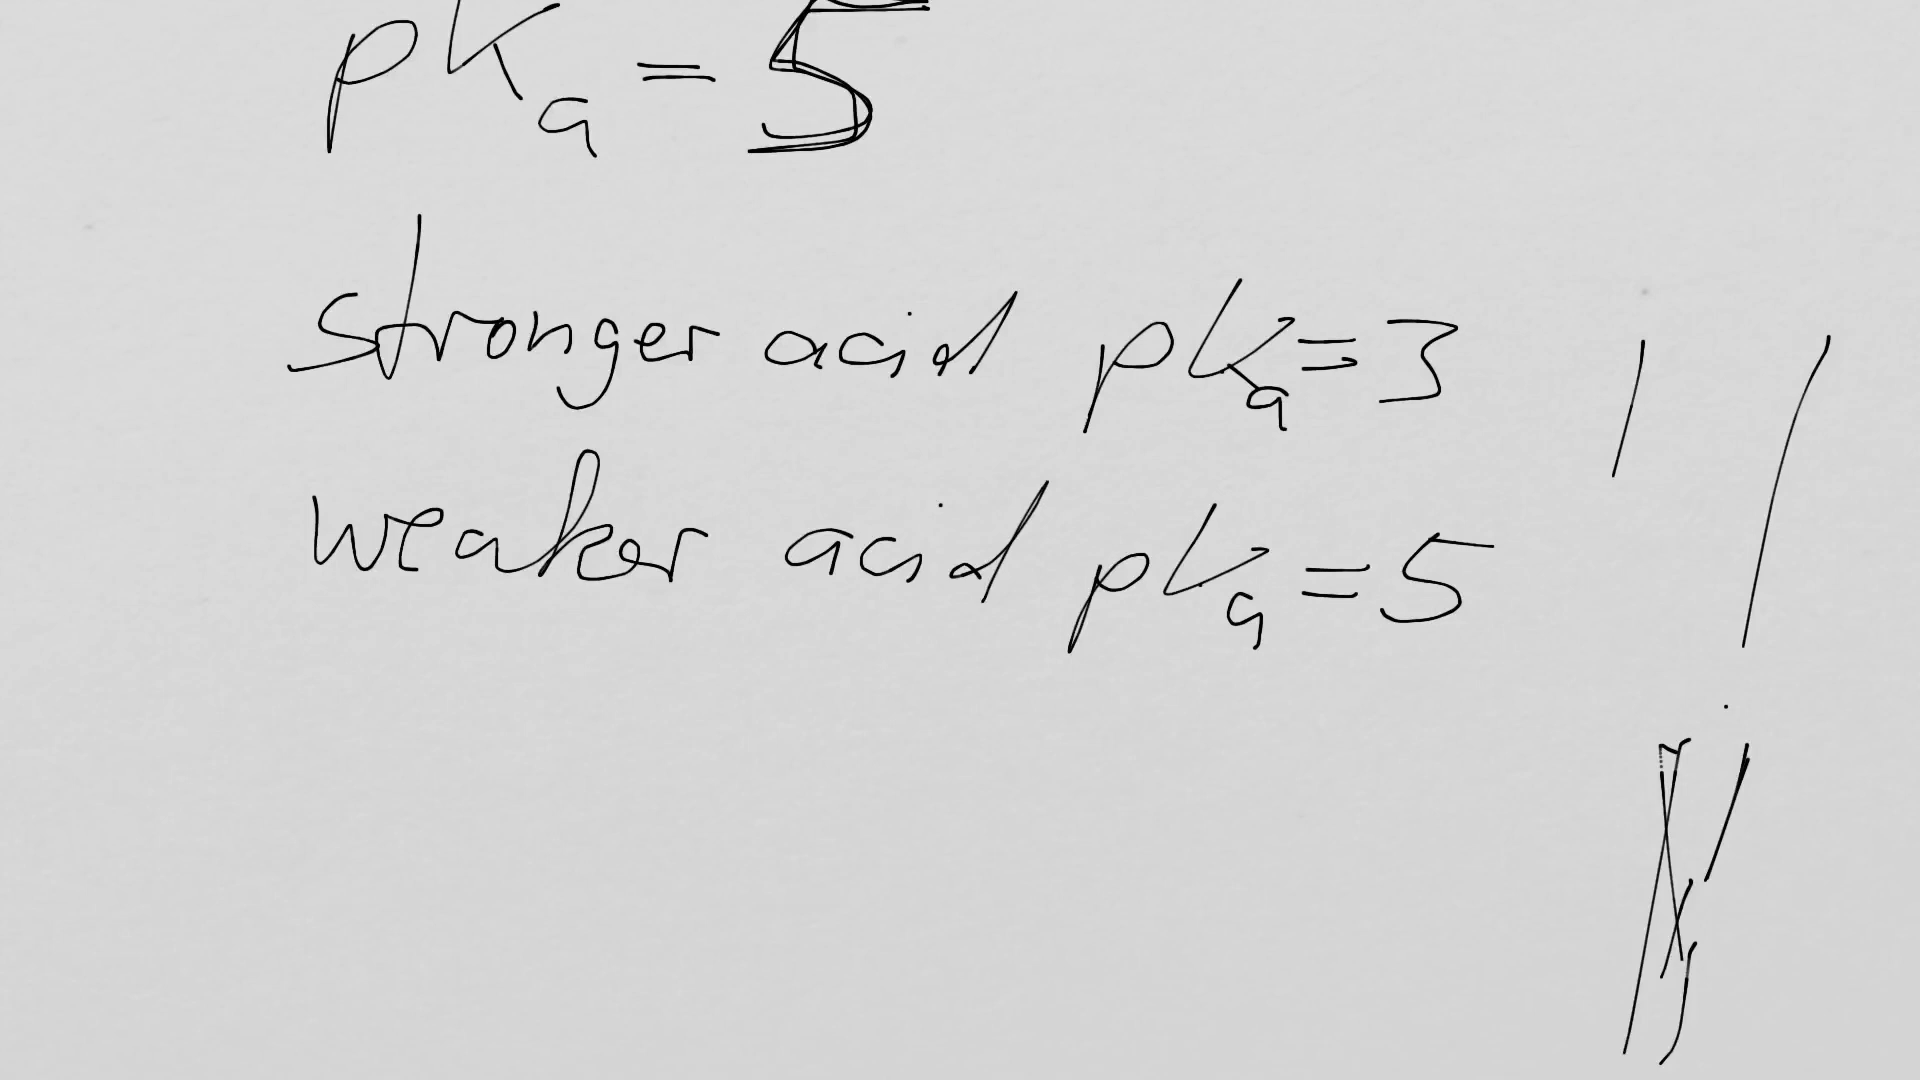 pKa = 5
stronger acid pKa = 3
weaker acid pKa = 5